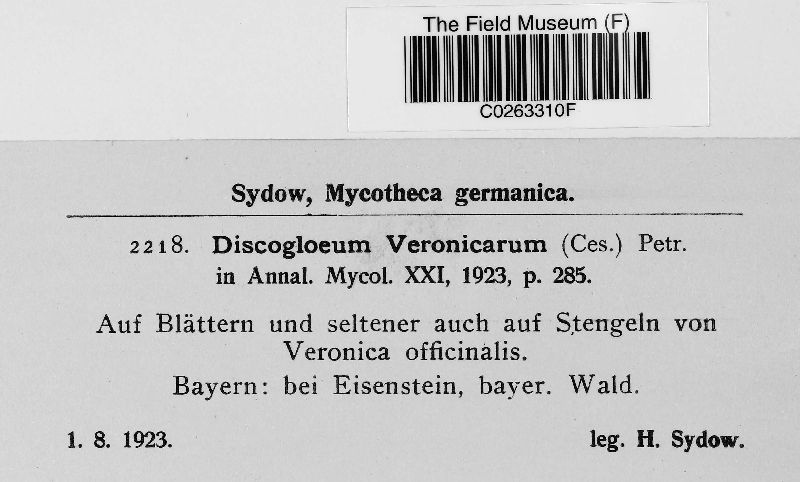 The Field Museum (F)
C0263310F
Sydow, Mycotheca germanica.
2218. Discogloeum Veronicarum (Ces.) Petr.
in Annal. Mycol. XXI, 1923, p. 285.
Auf Blättern und seltener auch auf Stengeln von
Veronica officinalis.
Bayern: bei Eisenstein, bayer. Wald.
1. 8. 1923. leg. H. Sydow.